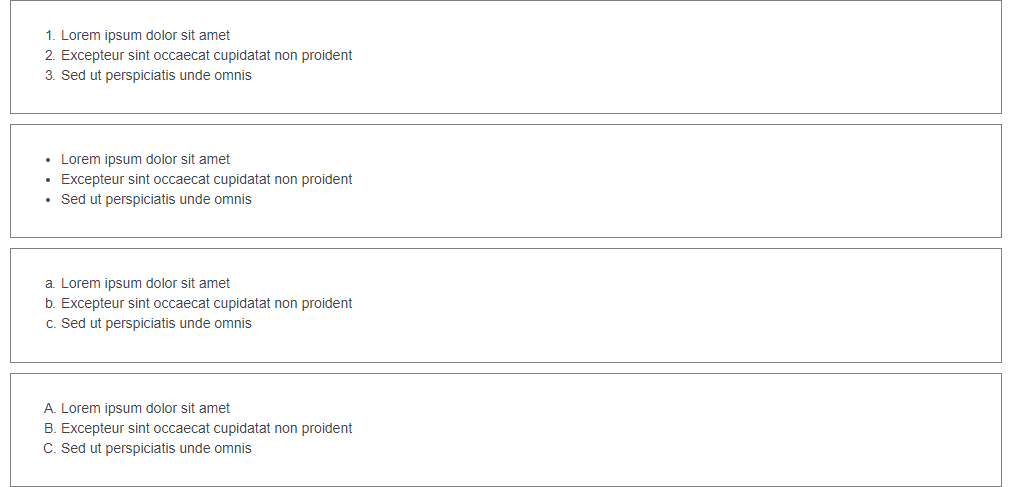 1. Lorem ipsum dolor sit amet
2. Excepteur sint occaecat cupidatat non proident
3. Sed ut perspiciatis unde omnis
• Lorem ipsum dolor sit amet
• Excepteur sint occaecat cupidatat non proident
• Sed ut perspiciatis unde omnis
a. Lorem ipsum dolor sit amet
b. Excepteur sint occaecat cupidatat non proident
c. Sed ut perspiciatis unde omnis
A. Lorem ipsum dolor sit amet
B. Excepteur sint occaecat cupidatat non proident
C. Sed ut perspiciatis unde omnis